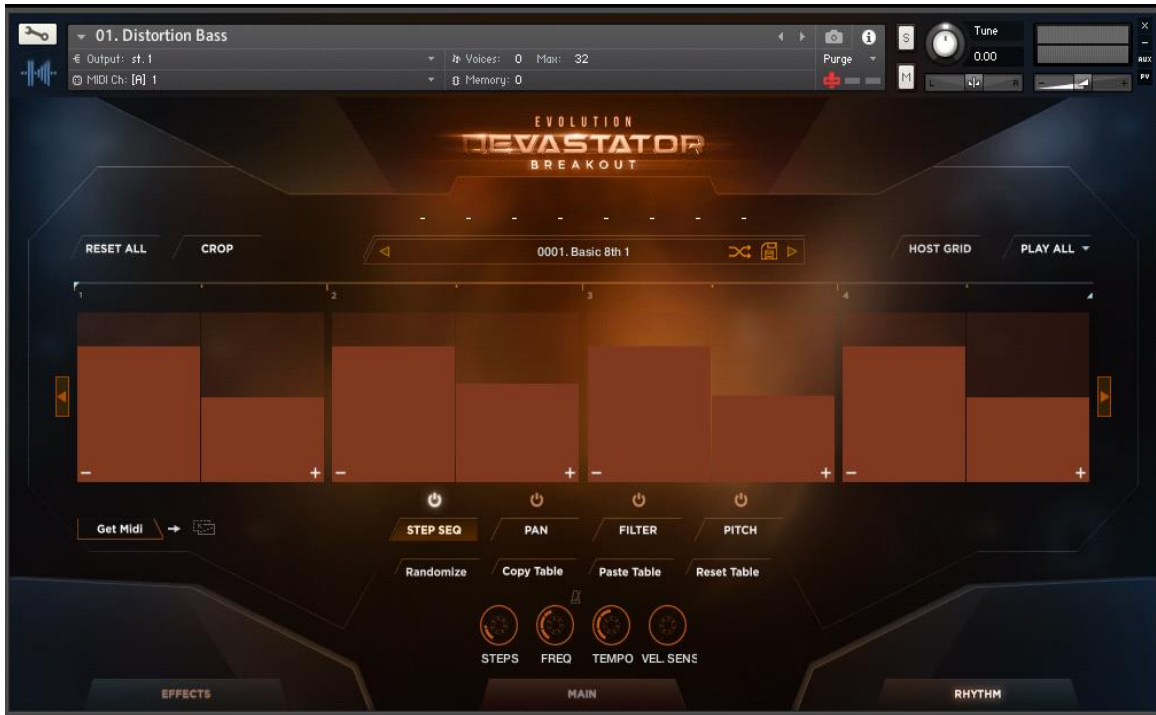 01. Distortion Bass
Output: st.1
Voices: 0 Max: 32
Purge
MIDI Ch: [A] 1
Memory: 0
S
M
Tune
0.00
L R
- +
X
-
AUX
PV
EVOLUTION
DEVASTATOR
BREAKOUT
- - - - - - - -
RESET ALL
CROP
0001. Basic 8th 1
HOST GRID
PLAY ALL
1 2 3 4
- + - + - + - +
Get Midi
STEP SEQ
PAN
FILTER
PITCH
Randomize
Copy Table
Paste Table
Reset Table
STEPS
FREQ
TEMPO
VEL. SENS
EFFECTS
MAIN
RHYTHM